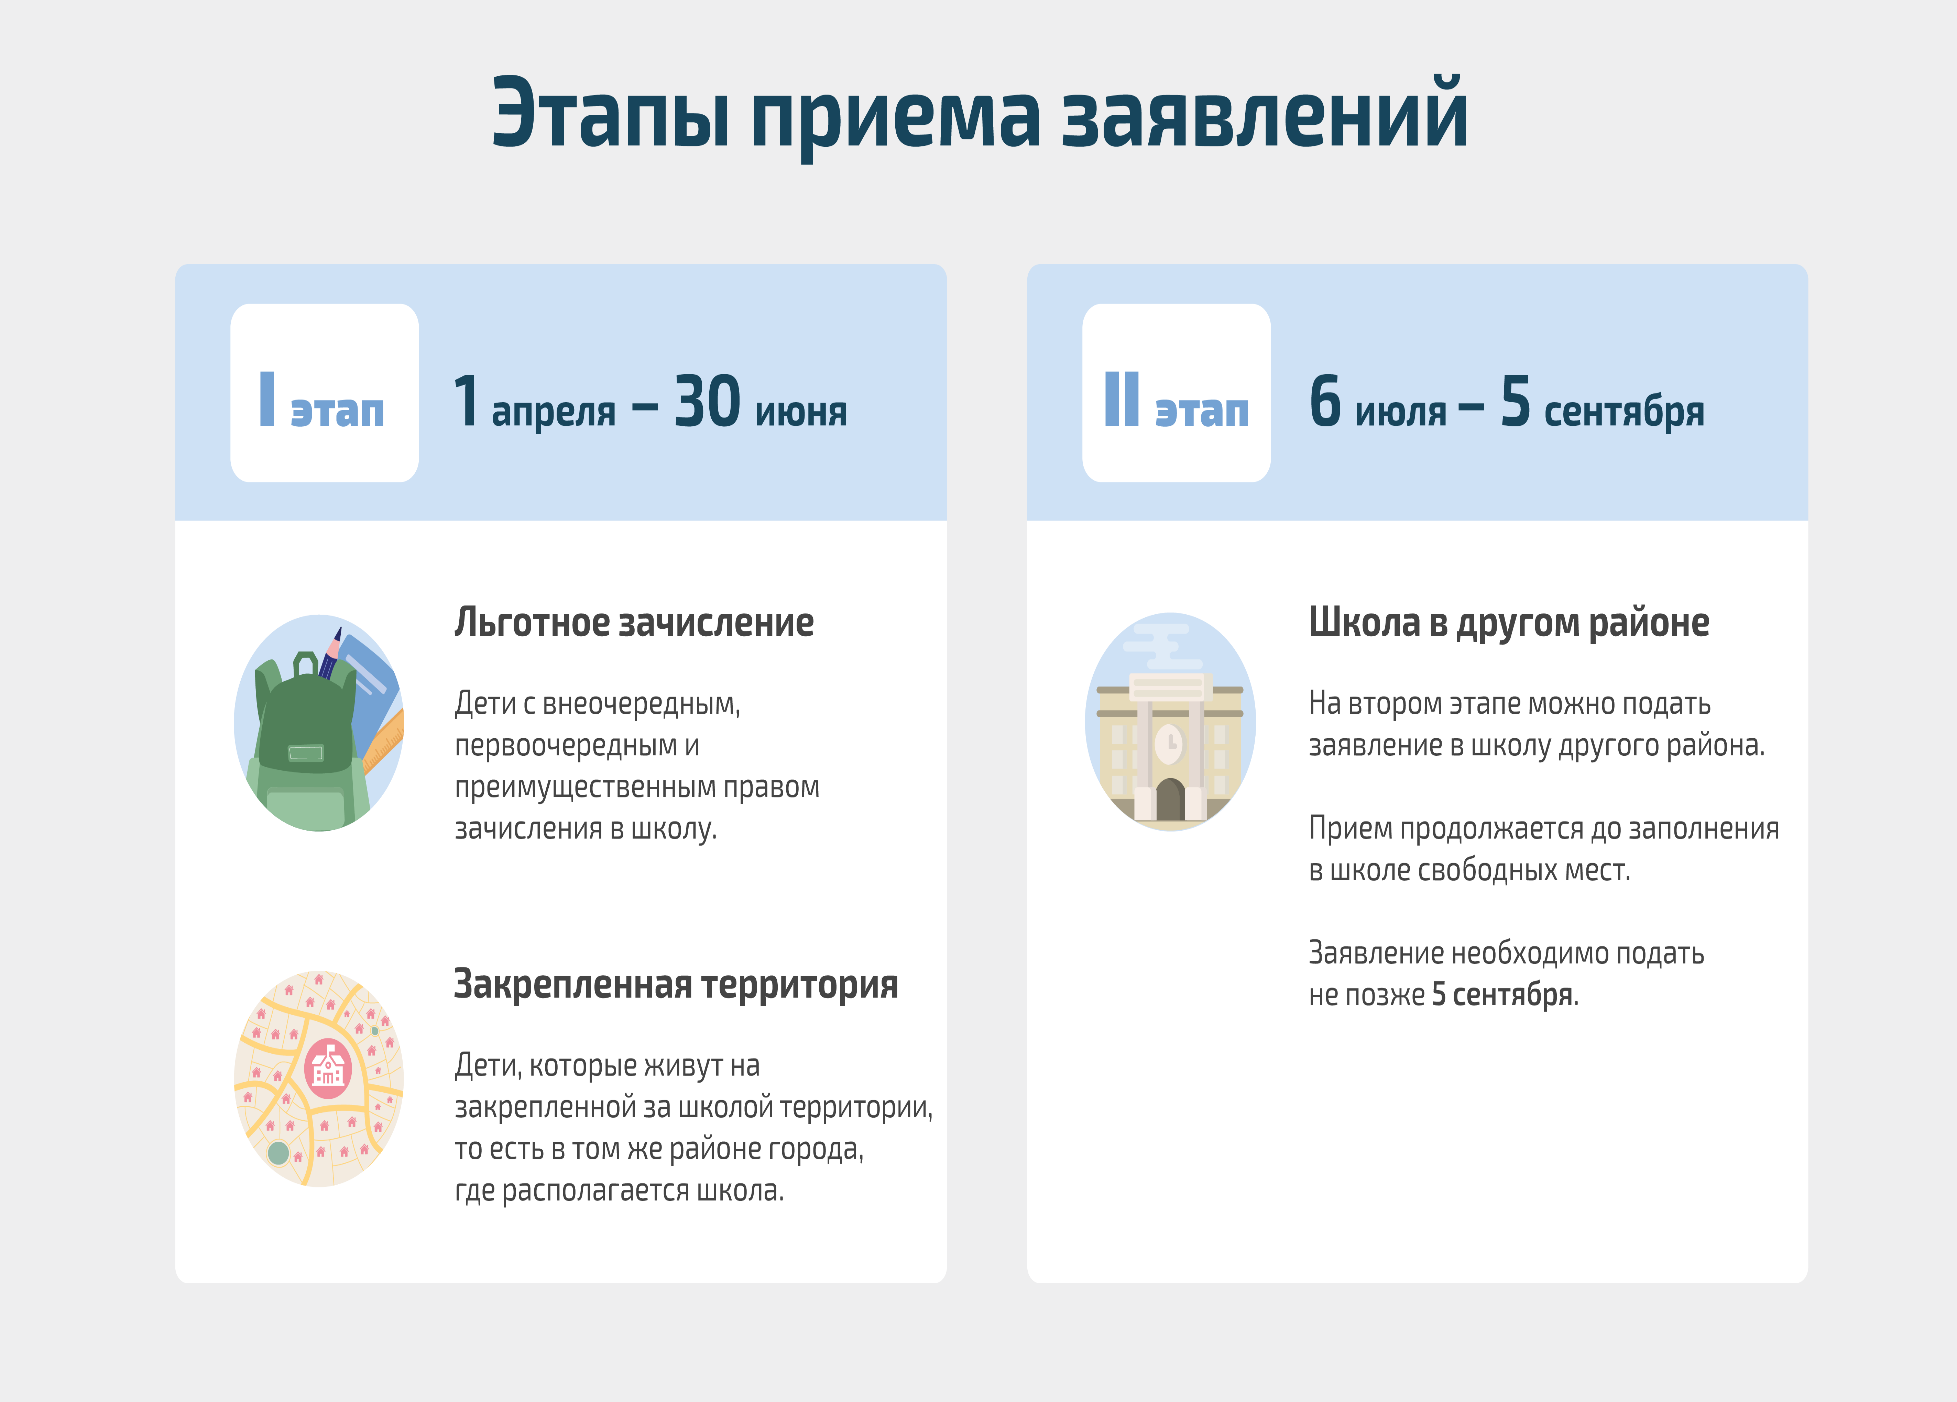 Этапы приема заявлений
I этап
1 апреля – 30 июня
Льготное зачисление
Дети с внеочередным,
первоочередным и
преимущественным правом
зачисления в школу.
Закрепленная территория
Дети, которые живут на
закрепленной за школой территории,
то есть в том же районе города,
где располагается школа.
II этап
6 июля – 5 сентября
Школа в другом районе
На втором этапе можно подать
заявление в школу другого района.
Прием продолжается до заполнения
в школе свободных мест.
Заявление необходимо подать
не позже 5 сентября.